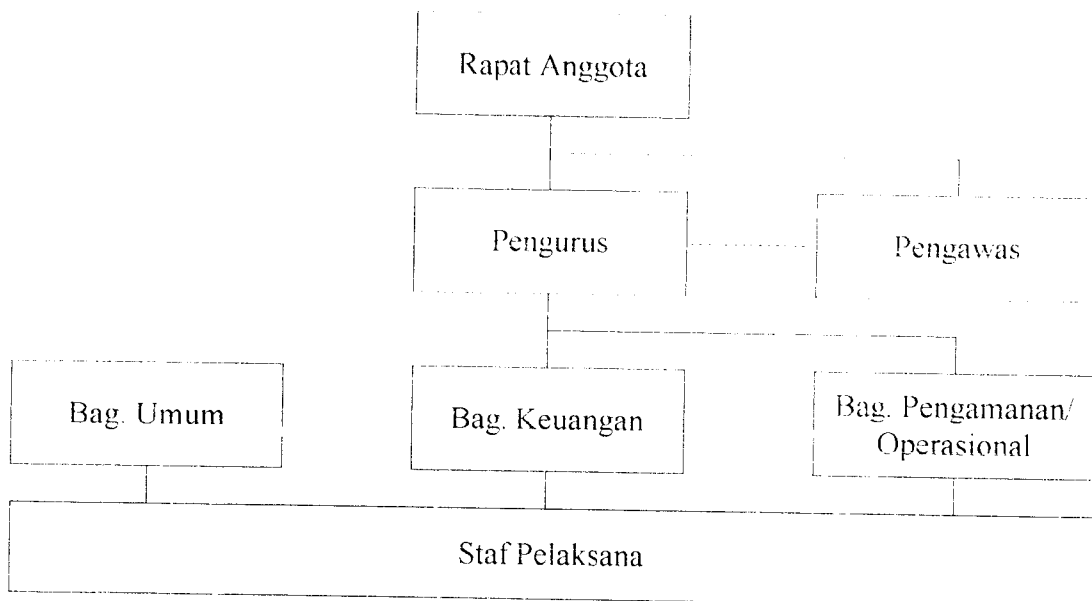 Rapat Anggota
Pengurus
Pengawas
Bag. Umum
Bag. Keuangan
Bag. Pengamanan/
Operasional
Staf Pelaksana